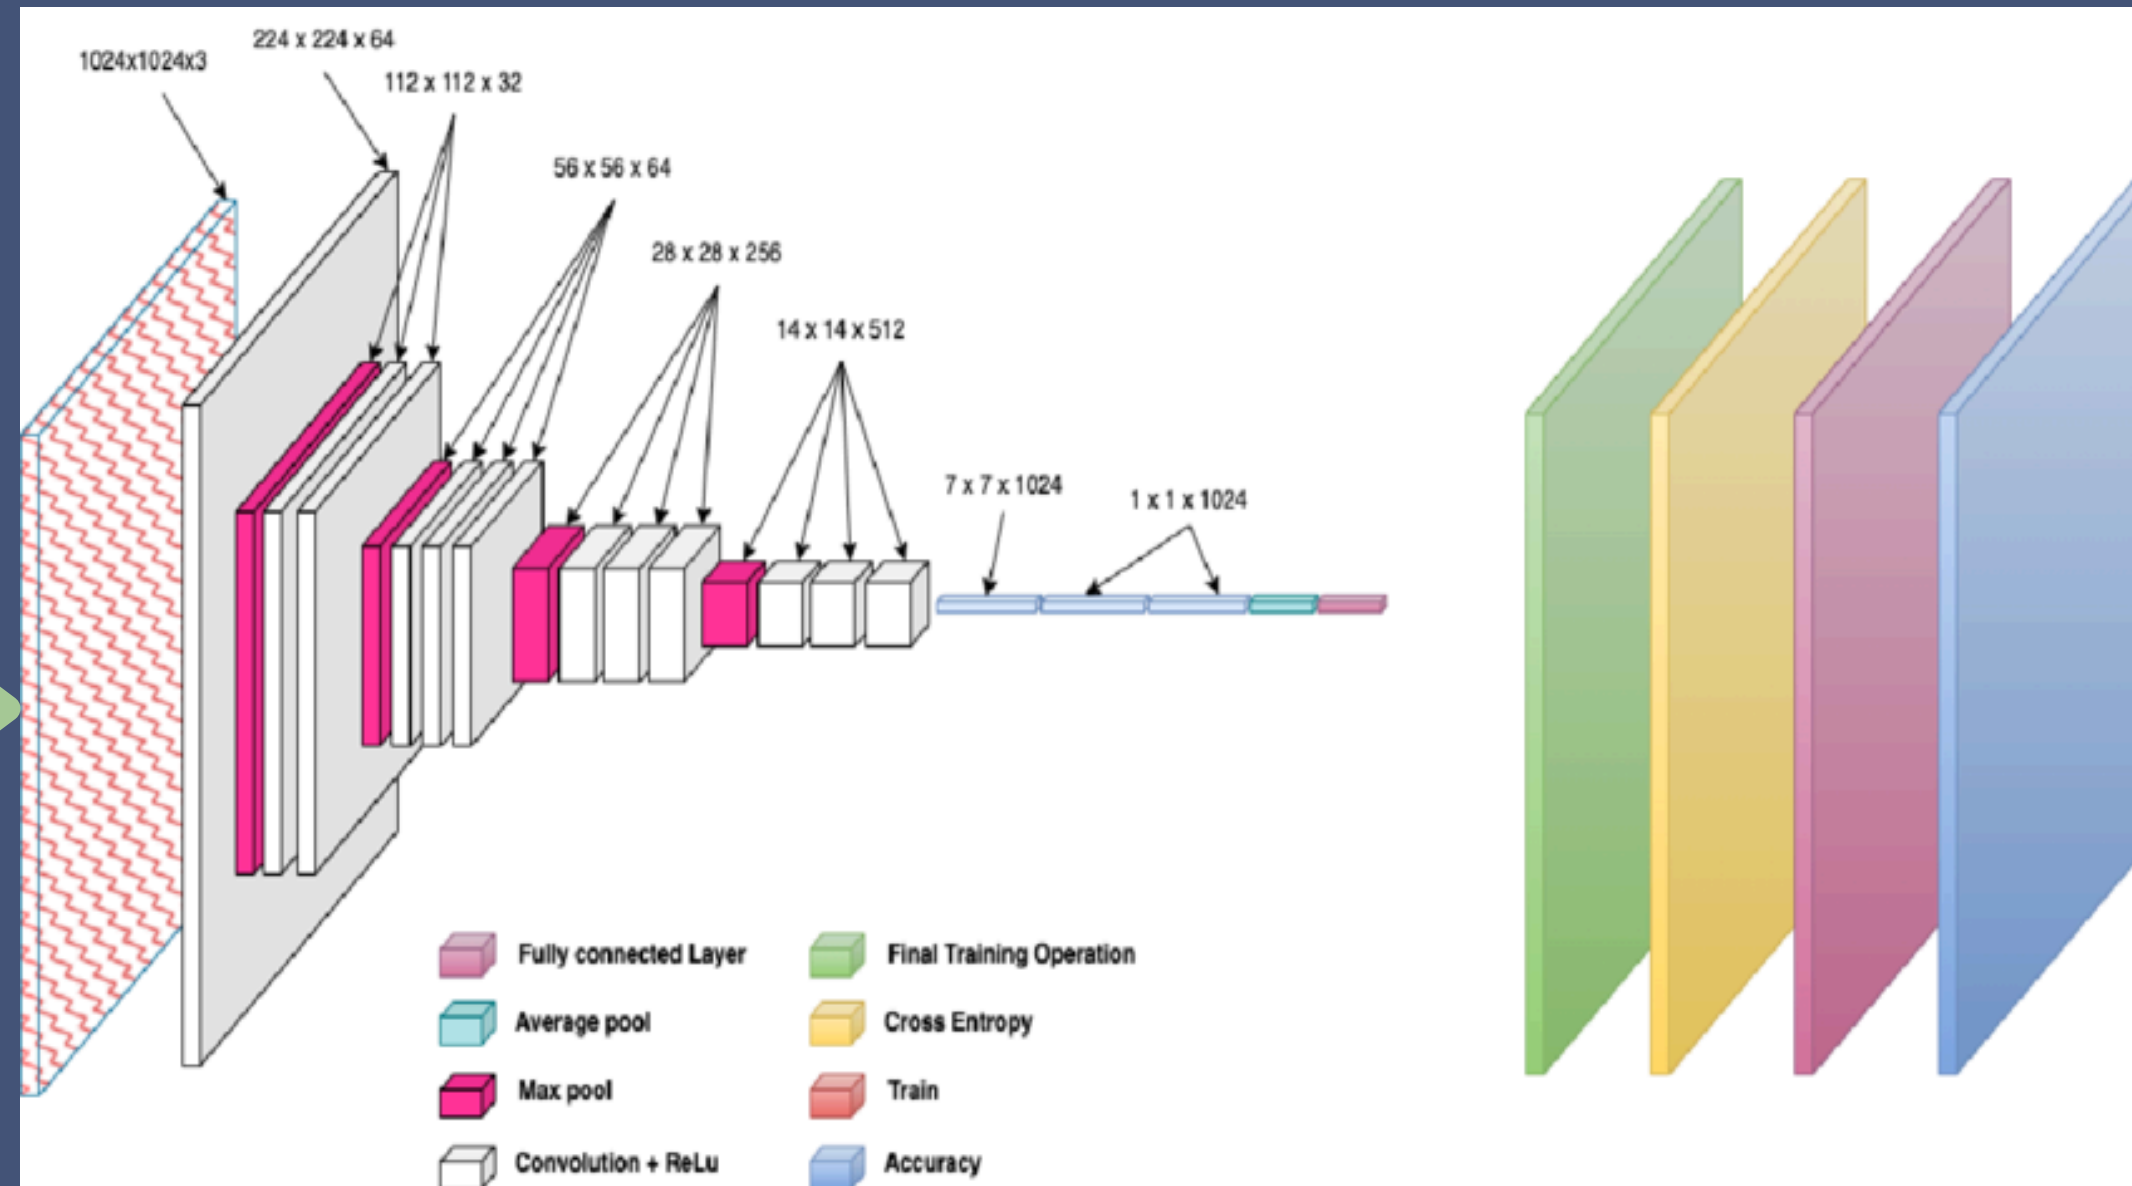 1024x1024x3
224 x 224 x 64
112 x 112 x 32
56 x 56 x 64
28 x 28 x 256
14 x 14 x 512
7 x 7 x 1024
1 x 1 x 1024
Fully connected Layer
Average pool
Max pool
Convolution + ReLu
Final Training Operation
Cross Entropy
Train
Accuracy